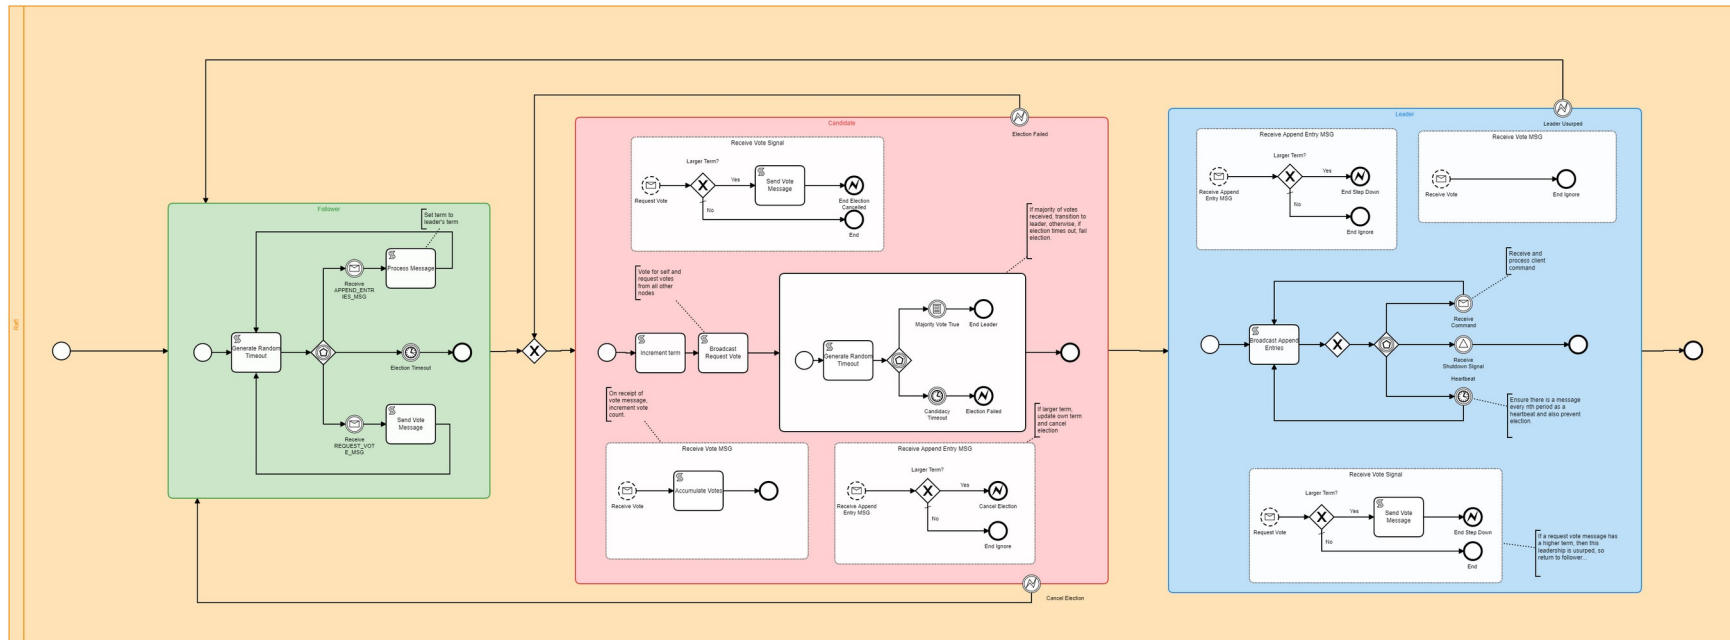 Raft
Follower
Set term to
leader's term
Process Message
Receive
APPEND_ENTR
IES_MSG
Generate Random
Timeout
Election Timeout
Send Vote
Message
Receive
REQUEST_VOT
E_MSG
Candidate
Election Failed
Receive Vote Signal
Larger Term?
Request Vote
Yes
Send Vote
Message
End Election
Cancelled
No
End
Vote for self and
request votes
from all other
nodes
If majority of votes
received, transition to
leader, otherwise, if
election times out, fail
election.
Increment term
Broadcast
Request Vote
Generate Random
Timeout
Majority Vote True
End Leader
Candidacy
Timeout
Election Failed
On receipt of
vote message,
increment vote
count.
If larger term,
update own term
and cancel
election
Receive Vote MSG
Receive Vote
Accumulate Votes
Receive Append Entry MSG
Larger Term?
Receive Append
Entry MSG
Yes
Cancel Election
No
End Ignore
Cancel Election
Leader
Leader Usurped
Receive Append Entry MSG
Larger Term?
Receive Append
Entry MSG
Yes
End Step Down
No
End Ignore
Receive Vote MSG
Receive Vote
End Ignore
Receive and
process client
command
Broadcast Append
Entries
Receive
Command
Receive
Shutdown Signal
Heartbeat
Ensure there is a message
every nth period as a
heartbeat and also prevent
election.
Receive Vote Signal
Larger Term?
Request Vote
Yes
Send Vote
Message
End Step Down
No
End
If a request vote message has
a higher term, then this
leadership is usurped, so
return to follower...